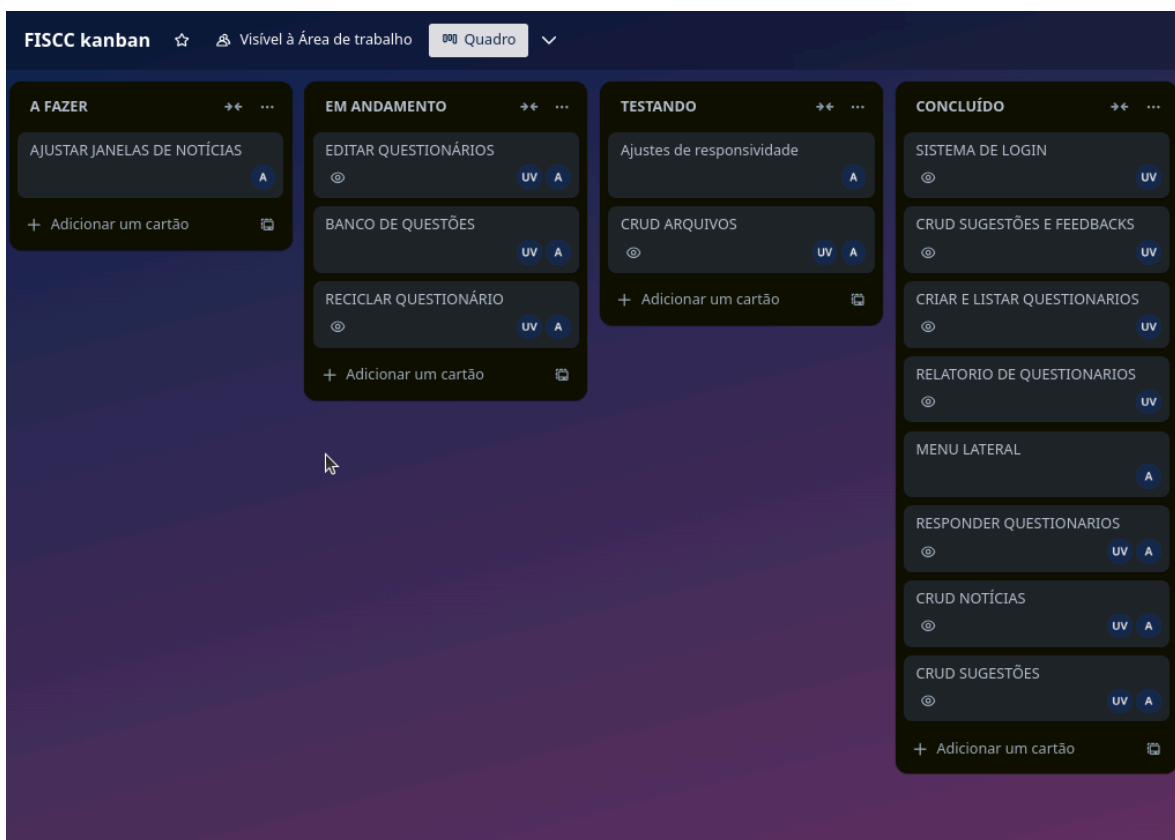 FISCC kanban
Visível à Área de trabalho
Quadro
A FAZER
AJUSTAR JANELAS DE NOTÍCIAS
A
Adicionar um cartão
EM ANDAMENTO
EDITAR QUESTIONÁRIOS
UV A
BANCO DE QUESTÕES
UV A
RECICLAR QUESTIONÁRIO
UV A
Adicionar um cartão
TESTANDO
Ajustes de responsividade
A
CRUD ARQUIVOS
UV A
Adicionar um cartão
CONCLUÍDO
SISTEMA DE LOGIN
UV
CRUD SUGESTÕES E FEEDBACKS
UV
CRIAR E LISTAR QUESTIONARIOS
UV
RELATORIO DE QUESTIONARIOS
UV
MENU LATERAL
A
RESPONDER QUESTIONARIOS
UV A
CRUD NOTÍCIAS
UV A
CRUD SUGESTÕES
UV A
Adicionar um cartão